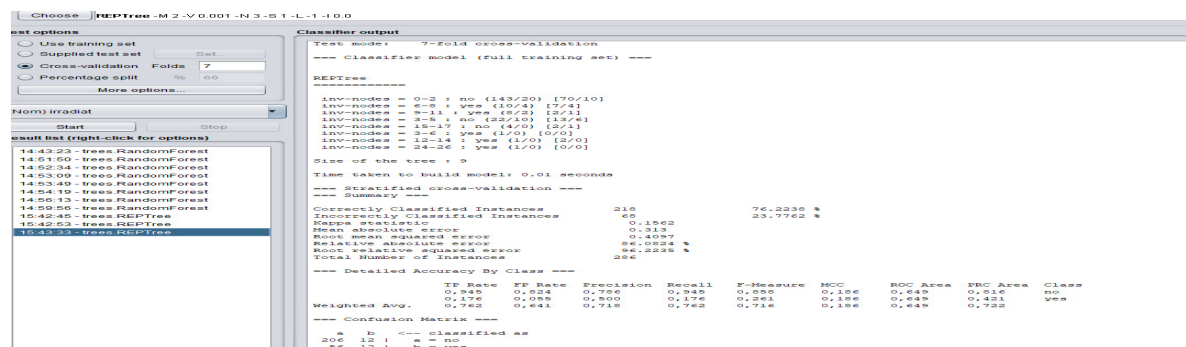 Choose REPTree -M 2 -V 0.001 -N 3 -S 1 -L -1 -I 0.0
est options
Use training set
Supplied test set Set...
Cross-validation Folds 7
Percentage split % 66
More options...
Nom) irradiat
Start Stop
esult list (right-click for options)
14:43:23 - trees.RandomForest
14:51:50 - trees.RandomForest
14:52:34 - trees.RandomForest
14:53:09 - trees.RandomForest
14:53:49 - trees.RandomForest
14:54:19 - trees.RandomForest
14:56:13 - trees.RandomForest
14:59:56 - trees.RandomForest
15:42:45 - trees.REPTree
15:42:53 - trees.REPTree
15:43:33 - trees.REPTree
Classifier output
Test mode: 7-fold cross-validation
=== Classifier model (full training set) ===
REPTree
============
inv-nodes = 0-2 : no (143/20) [70/10]
inv-nodes = 6-8 : yes (10/4) [7/4]
inv-nodes = 9-11 : yes (8/2) [2/1]
inv-nodes = 3-5 : no (22/10) [13/6]
inv-nodes = 15-17 : no (4/0) [2/1]
inv-nodes = 3-6 : yes (1/0) [0/0]
inv-nodes = 12-14 : yes (1/0) [2/0]
inv-nodes = 24-26 : yes (1/0) [0/0]
Size of the tree : 9
Time taken to build model: 0.01 seconds
=== Stratified cross-validation ===
=== Summary ===
Correctly Classified Instances 218 76.2238 %
Incorrectly Classified Instances 68 23.7762 %
Kappa statistic 0.1562
Mean absolute error 0.313
Root mean squared error 0.4097
Relative absolute error 86.0824 %
Root relative squared error 96.2235 %
Total Number of Instances 286
=== Detailed Accuracy By Class ===
TP Rate FP Rate Precision Recall F-Measure MCC ROC Area PRC Area Class
0,945 0,824 0,786 0,945 0,858 0,186 0,649 0,816 no
0,176 0,055 0,500 0,176 0,261 0,186 0,649 0,421 yes
Weighted Avg. 0,762 0,641 0,718 0,762 0,716 0,186 0,649 0,722
=== Confusion Matrix ===
a b <-- classified as
206 12 | a = no
56 12 | b = yes